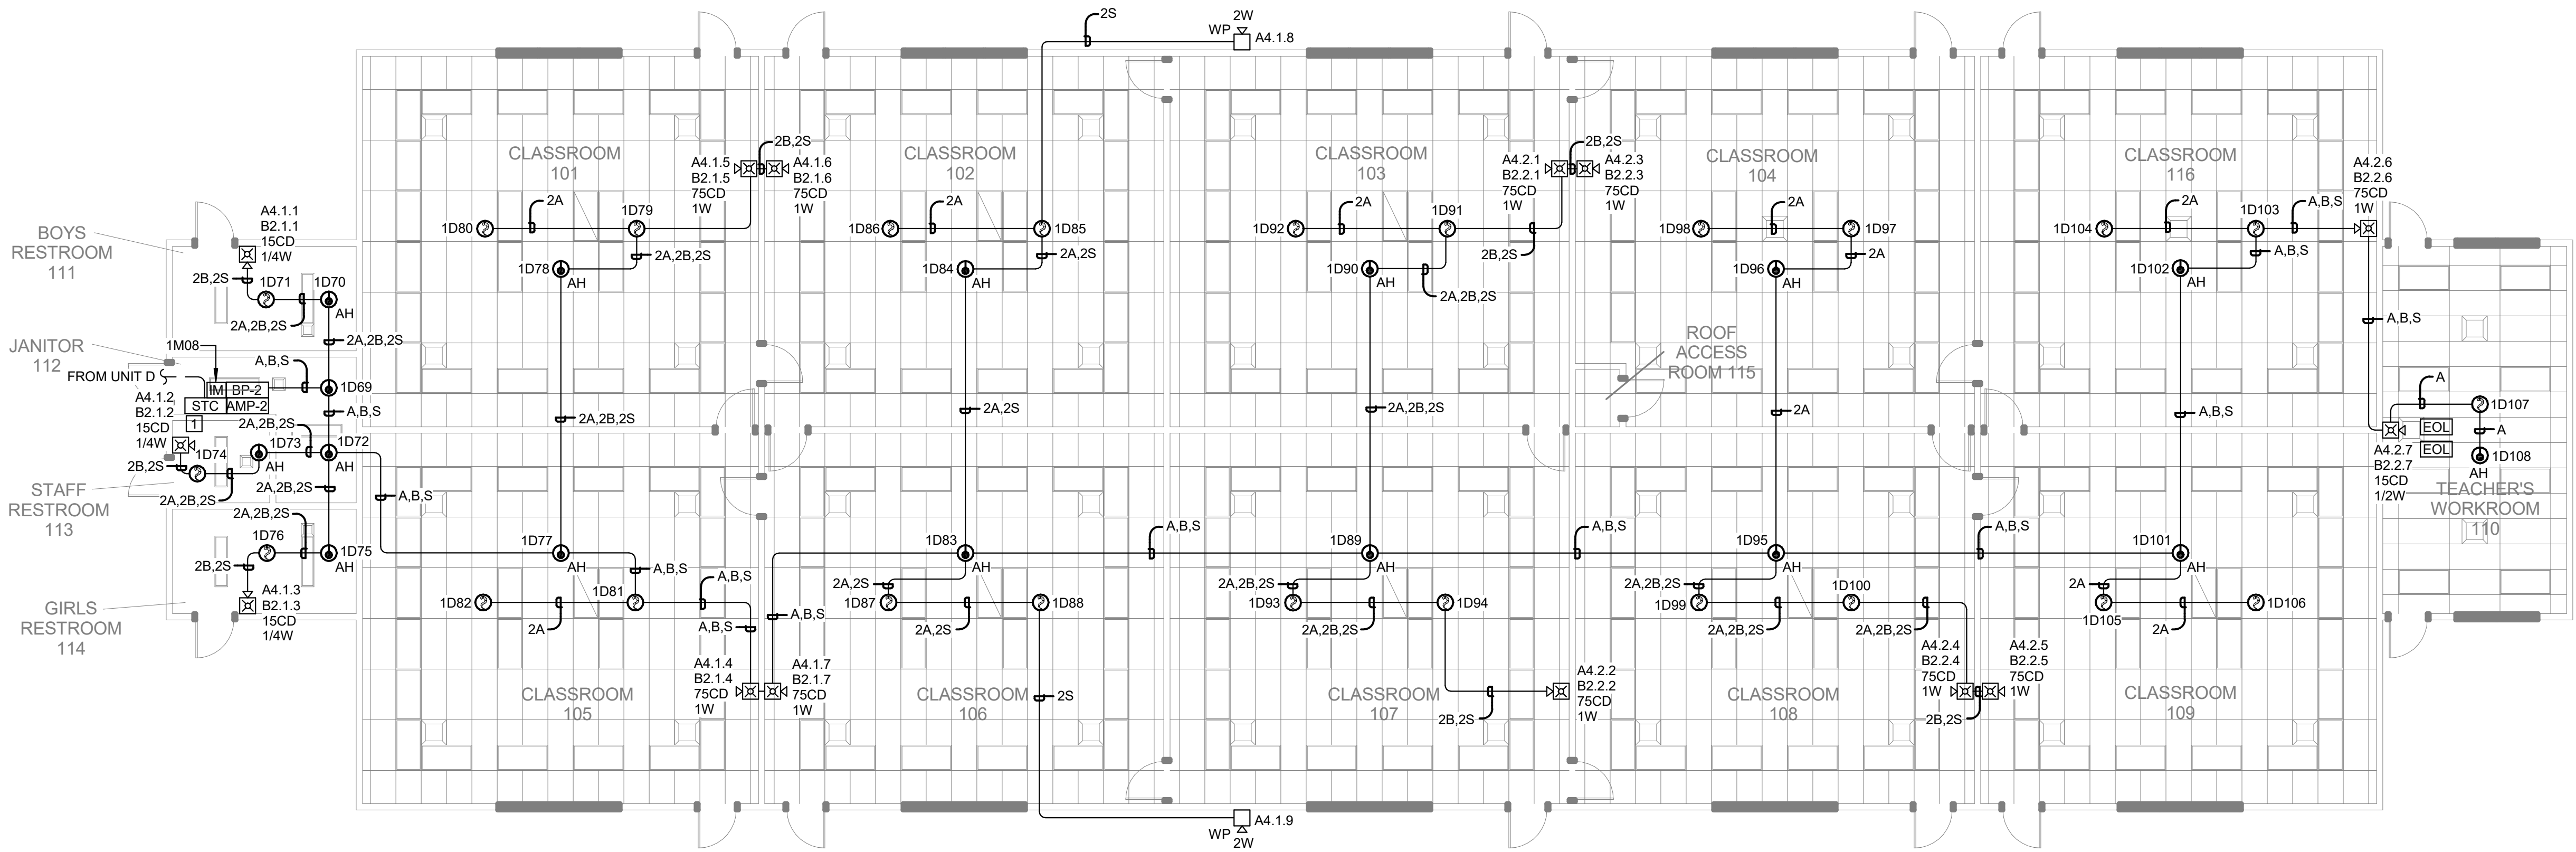 2S
2W
WP
A4.1.8
CLASSROOM
101
A4.1.5
B2.1.5
75CD
1W
2B,2S
A4.1.6
B2.1.6
75CD
1W
CLASSROOM
102
CLASSROOM
103
A4.2.1
B2.2.1
75CD
1W
2B,2S
A4.2.3
B2.2.3
75CD
1W
CLASSROOM
104
CLASSROOM
116
A4.2.6
B2.2.6
75CD
1W
1D80
2A
1D79
2A,2B,2S
1D78
AH
1D86
2A
1D85
2A,2S
1D84
AH
1D92
2A
1D91
2B,2S
1D90
AH
2A,2B,2S
1D98
2A
1D97
2A
1D96
AH
1D104
2A
1D103
A,B,S
A,B,S
1D102
AH
BOYS
RESTROOM
111
A4.1.1
B2.1.1
15CD
1/4W
2B,2S
1D71
1D70
AH
2A,2B,2S
2A,2B,2S
JANITOR
112
1M08
A,B,S
FROM UNIT D
IM
BP-2
STC
AMP-2
1
1D69
A,B,S
A4.1.2
B2.1.2
15CD
1/4W
2A,2B,2S
1D73
AH
1D72
AH
1D74
2B,2S
2A,2B,2S
2A,2B,2S
A,B,S
STAFF
RESTROOM
113
2A,2B,2S
1D76
1D75
AH
2B,2S
GIRLS
RESTROOM
114
A4.1.3
B2.1.3
15CD
1/4W
2A,2B,2S
2A,2S
2A,2B,2S
ROOF
ACCESS
ROOM 115
2A
A,B,S
A,B,S
A
1D107
EOL
A
EOL
1D108
AH
A4.2.7
B2.2.7
15CD
1/2W
TEACHER'S
WORKROOM
110
1D77
AH
A,B,S
1D82
1D81
2A
A,B,S
A,B,S
A,B,S
A4.1.4
B2.1.4
75CD
1W
A4.1.7
B2.1.7
75CD
1W
CLASSROOM
105
1D83
AH
2A,2S
1D87
1D88
2A,2S
CLASSROOM
106
2S
A,B,S
1D89
AH
2A,2B,2S
1D93
1D94
2A,2B,2S
CLASSROOM
107
2B,2S
A4.2.2
B2.2.2
75CD
1W
A,B,S
1D95
AH
2A,2B,2S
1D99
1D100
2A,2B,2S
2A,2B,2S
CLASSROOM
108
A4.2.4
B2.2.4
75CD
1W
2B,2S
A4.2.5
B2.2.5
75CD
1W
A,B,S
1D101
AH
2A
1D105
1D106
2A
CLASSROOM
109
WP
2W
A4.1.9